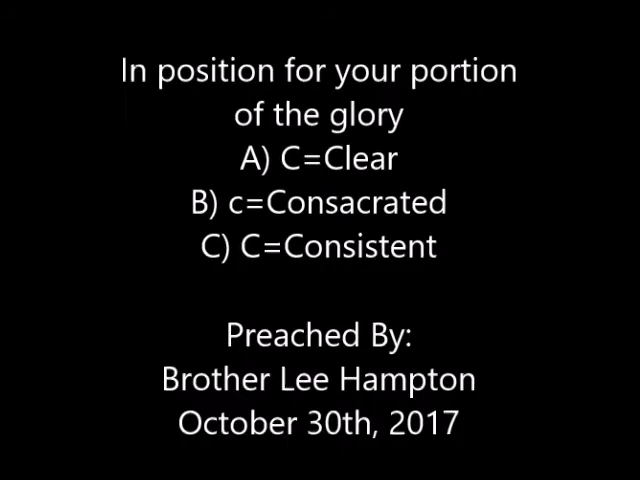 In position for your portion
of the glory
A) C=Clear
B) c=Consacrated
C) C=Consistent
Preached By:
Brother Lee Hampton
October 30th, 2017